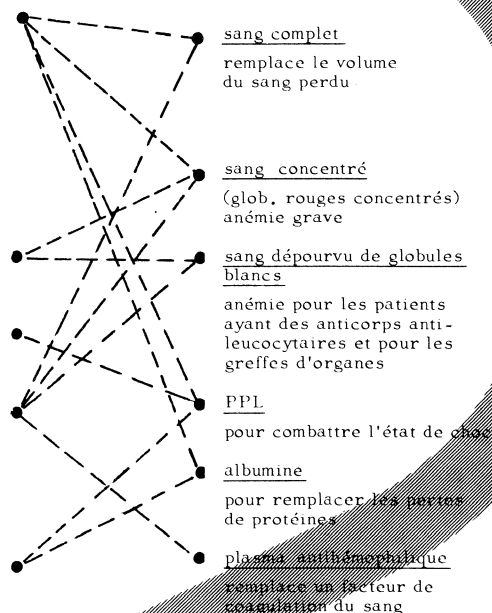 sang complet
remplace le volume
du sang perdu
sang concentré
(glob. rouges concentrés)
anémie grave
sang dépourvu de globules
blancs
anémie pour les patients
ayant des anticorps anti-
leucocytaires et pour les
greffes d'organes
PPL
pour combattre l'état de choc
albumine
pour remplacer les pertes
de protéines
plasma antihémophilique
remplace un facteur de
coagulation du sang